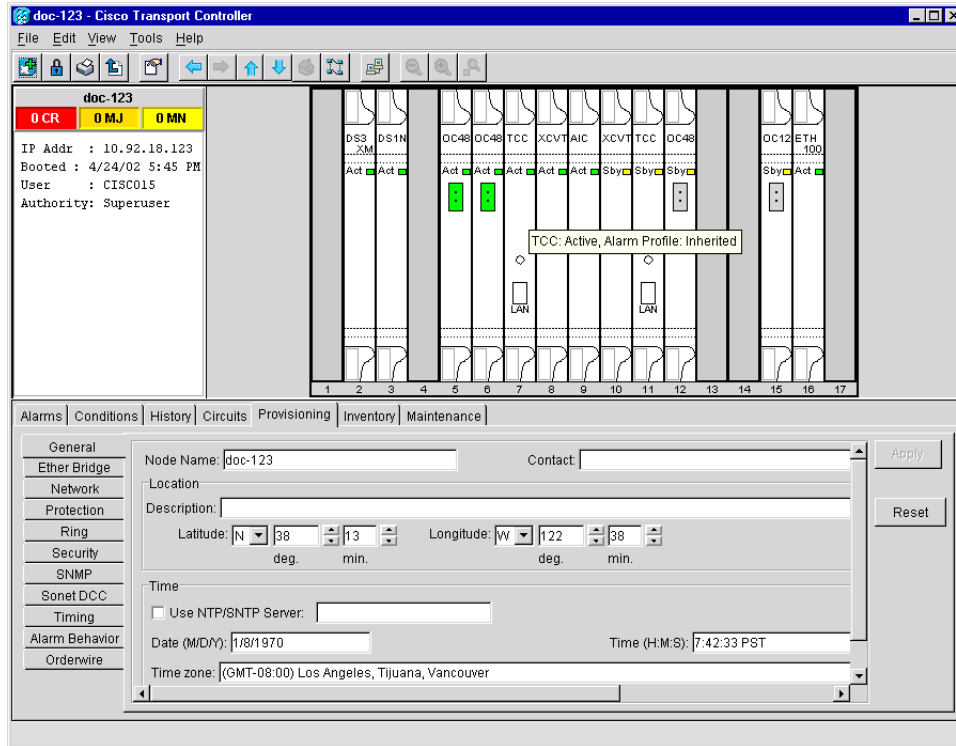 doc-123 - Cisco Transport Controller
File Edit View Tools Help
doc-123
0 CR 0 MJ 0 MN
IP Addr : 10.92.18.123
Booted : 4/24/02 5:45 PM
User : CISCO15
Authority: Superuser
DS3 XM DS1N OC48 OC48 TCC XCVT AIC XCVT TCC OC48 OC12 ETH 100
Act Act Act Act Act Act Act Sby Sby Sby Sby Act
TCC: Active, Alarm Profile: Inherited
LAN LAN
1 2 3 4 5 6 7 8 9 10 11 12 13 14 15 16 17
Alarms Conditions History Circuits Provisioning Inventory Maintenance
General
Ether Bridge
Network
Protection
Ring
Security
SNMP
Sonet DCC
Timing
Alarm Behavior
Orderwire
Node Name: doc-123 Contact:
Location
Description:
Latitude: N 38 13 Longitude: W 122 38
deg. min. deg. min.
Time
Use NTP/SNTP Server:
Date (M/D/Y): 1/8/1970 Time (H:M:S): 7:42:33 PST
Time zone: (GMT-08:00) Los Angeles, Tijuana, Vancouver
Apply
Reset